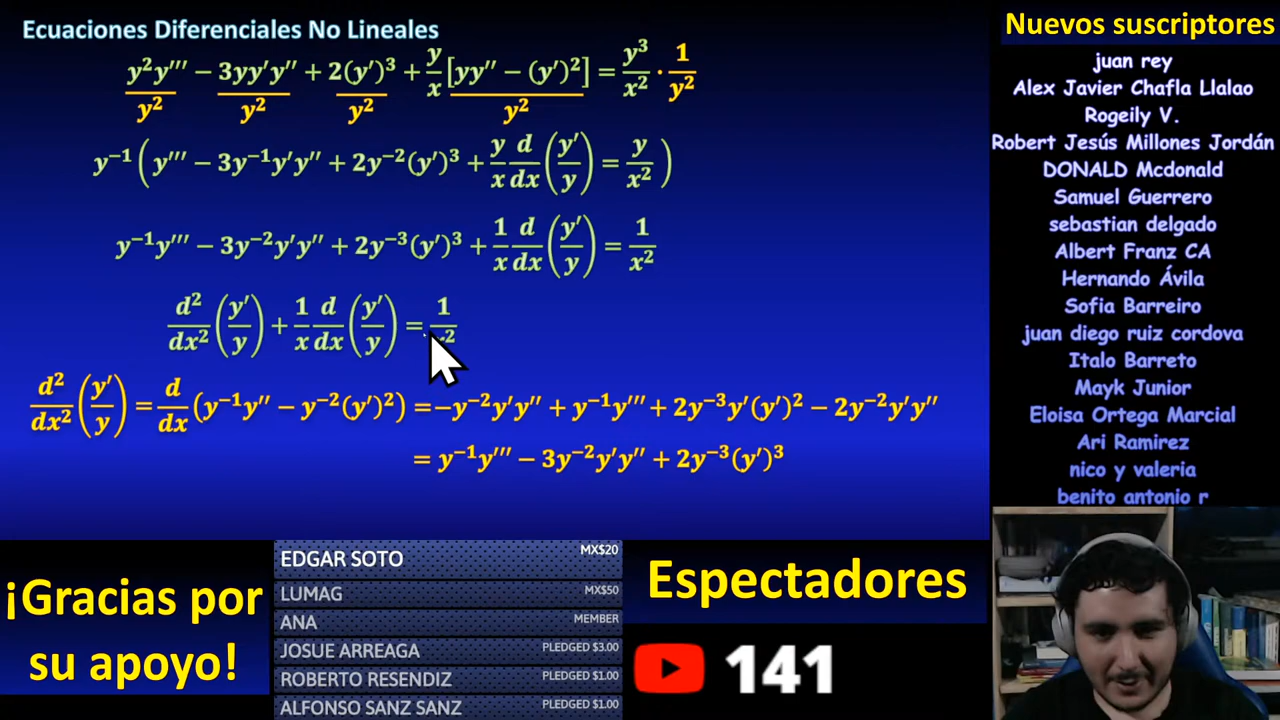 Ecuaciones Diferenciales No Lineales
y²y′′′/y² − 3yy′y′′/y² + 2(y′)³/y² + y/x [yy′′ − (y′)²]/y² = y³/x² · 1/y²
y⁻¹(y′′′ − 3y⁻¹y′y′′ + 2y⁻²(y′)³ + y/x d/dx(y′/y) = y/x²)
y⁻¹y′′′ − 3y⁻²y′y′′ + 2y⁻³(y′)³ + 1/x d/dx(y′/y) = 1/x²
d²/dx²(y′/y) + 1/x d/dx(y′/y) = 1/x²
d²/dx²(y′/y) = d/dx(y⁻¹y′′ − y⁻²(y′)²) = −y⁻²y′y′′ + y⁻¹y′′′ + 2y⁻³y′(y′)² − 2y⁻²y′y′′
= y⁻¹y′′′ − 3y⁻²y′y′′ + 2y⁻³(y′)³
Nuevos suscriptores
juan rey
Alex Javier Chafla Llalao
Rogeily V.
Robert Jesús Millones Jordán
DONALD Mcdonald
Samuel Guerrero
sebastian delgado
Albert Franz CA
Hernando Ávila
Sofia Barreiro
juan diego ruiz cordova
Italo Barreto
Mayk Junior
Eloisa Ortega Marcial
Ari Ramirez
nico y valeria
benito antonio r
¡Gracias por
su apoyo!
EDGAR SOTO MX$20
LUMAG MX$50
ANA MEMBER
JOSUE ARREAGA PLEDGED $3.00
ROBERTO RESENDIZ PLEDGED $1.00
ALFONSO SANZ SANZ PLEDGED $1.00
Espectadores
141